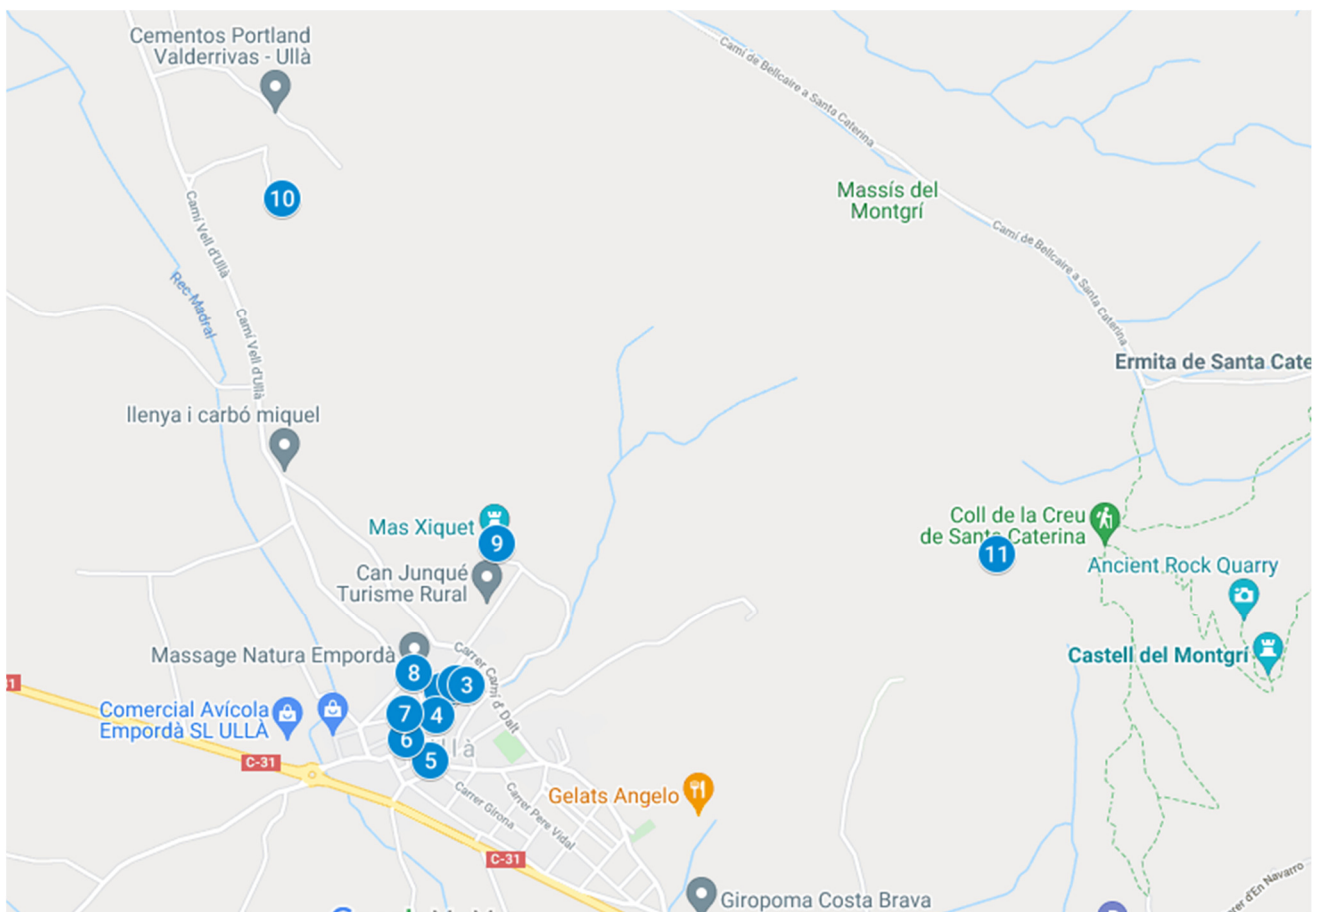 Cementos Portland
Valderrivas - Ullà
Camí de Bellcaire a Santa Caterina
10
Massís del
Montgrí
Camí Vell d'Ullà
Camí de Bellcaire a Santa Caterina
Rec Madral
Camí Vell d'Ullà
Ermita de Santa Cate
llenya i carbó miquel
Mas Xiquet
9
Coll de la Creu
de Santa Caterina
11
Can Junqué
Turisme Rural
Ancient Rock Quarry
Massage Natura Empordà
Carrer Camí d' Dalt
Castell del Montgrí
8
3
7
4
6
5
Comercial Avícola
Empordà SL ULLÀ
C-31
Gelats Angelo
Carrer Girona
Carrer Pere Vidal
C-31
Giropoma Costa Brava
rer d'En Navarro